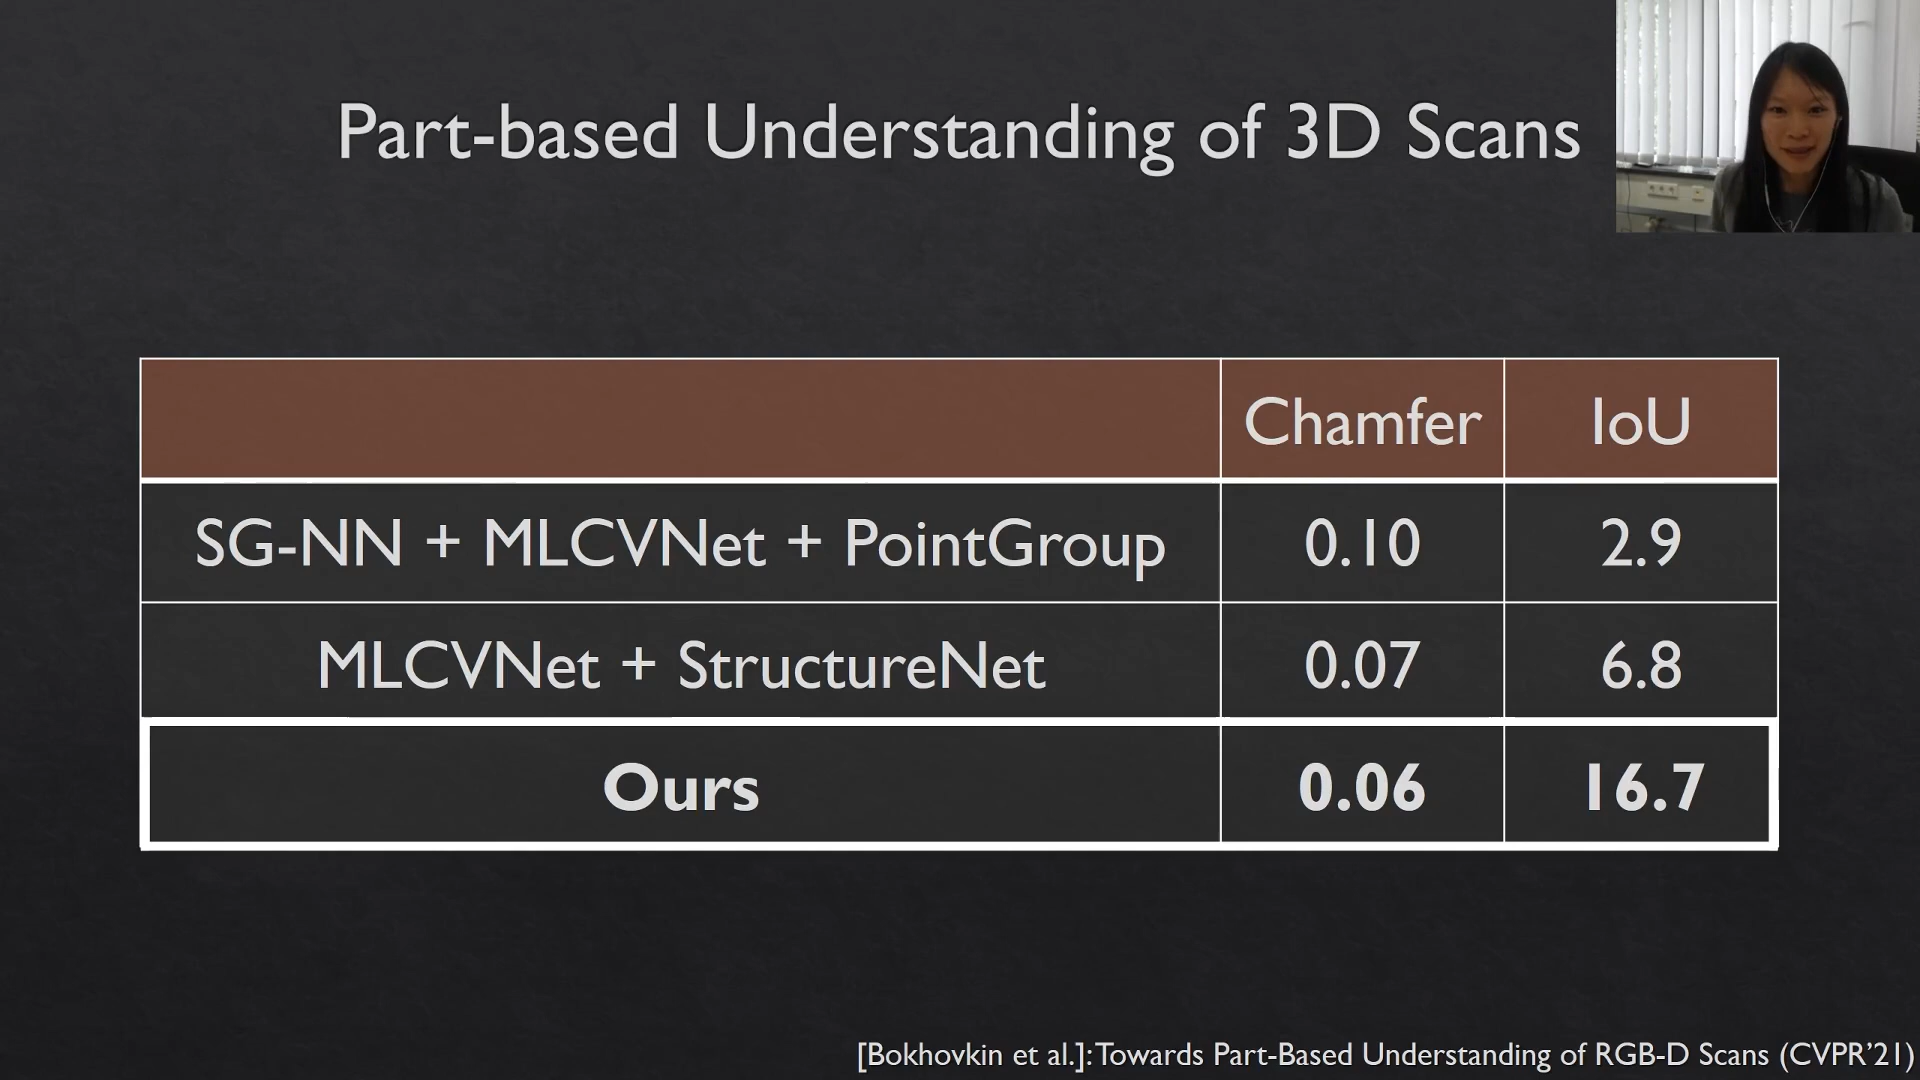 Part-based Understanding of 3D Scans
Chamfer IoU
SG-NN + MLCVNet + PointGroup 0.10 2.9
MLCVNet + StructureNet 0.07 6.8
Ours 0.06 16.7
[Bokhovkin et al.]: Towards Part-Based Understanding of RGB-D Scans (CVPR'21)